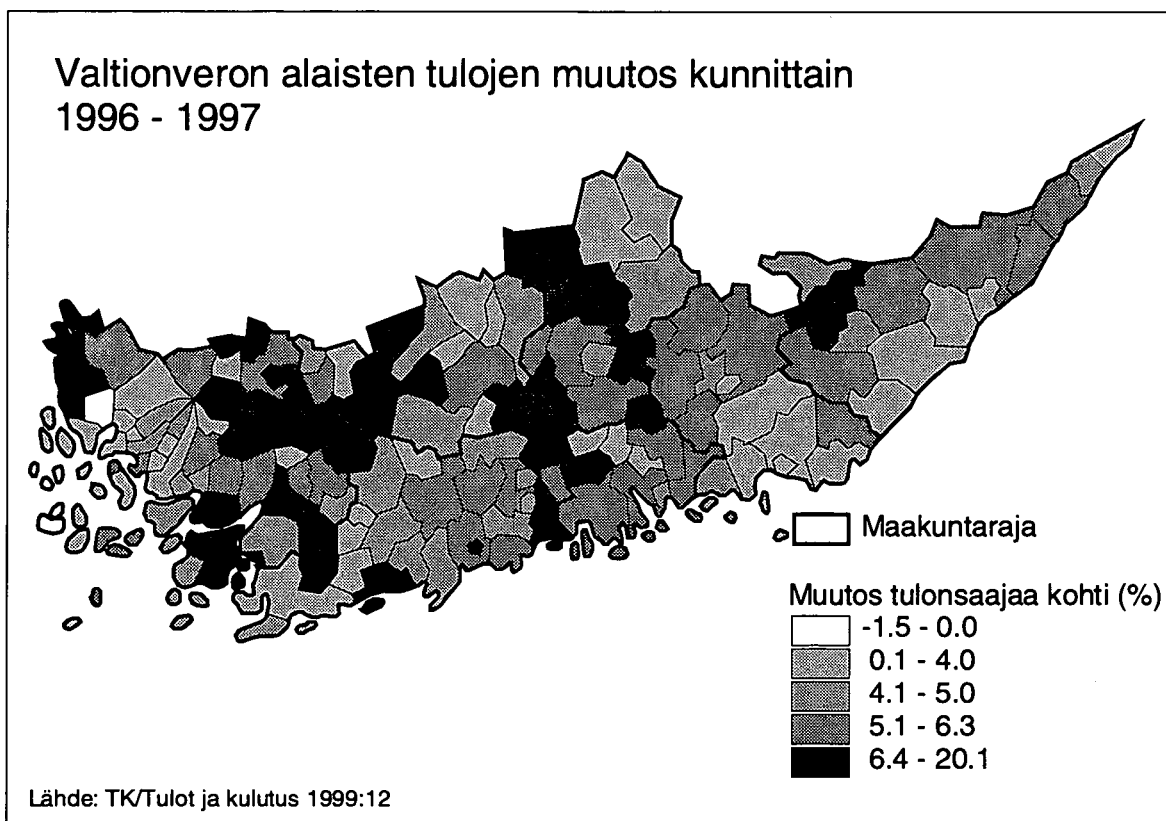 Valtionveron alaisten tulojen muutos kunnittain
1996 - 1997
Maakuntaraja
Muutos tulonsaajaa kohti (%)
-1.5 - 0.0
0.1 - 4.0
4.1 - 5.0
5.1 - 6.3
6.4 - 20.1
Lähde: TK/Tulot ja kulutus 1999:12